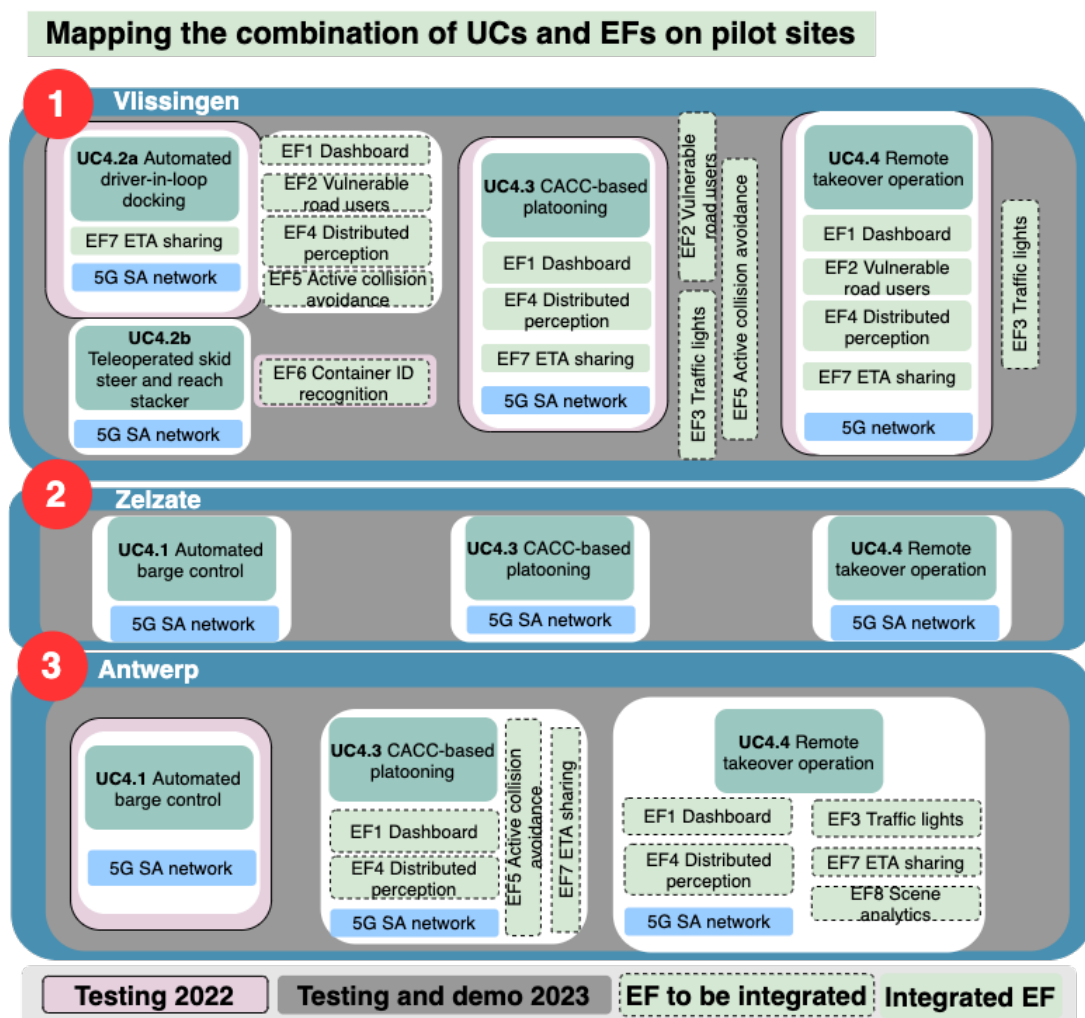 Mapping the combination of UCs and EFs on pilot sites
1
Vlissingen
UC4.2a Automated
driver-in-loop
docking
EF7 ETA sharing
5G SA network
EF1 Dashboard
EF2 Vulnerable
road users
EF4 Distributed
perception
EF5 Active collision
avoidance
UC4.2b
Teleoperated skid
steer and reach
stacker
5G SA network
EF6 Container ID
recognition
UC4.3 CACC-based
platooning
EF1 Dashboard
EF4 Distributed
perception
EF7 ETA sharing
5G SA network
EF2 Vulnerable
road users
EF3 Traffic lights
EF5 Active collision avoidance
UC4.4 Remote
takeover operation
EF1 Dashboard
EF2 Vulnerable
road users
EF4 Distributed
perception
EF7 ETA sharing
5G network
EF3 Traffic lights
2
Zelzate
UC4.1 Automated
barge control
5G SA network
UC4.3 CACC-based
platooning
5G SA network
UC4.4 Remote
takeover operation
5G SA network
3
Antwerp
UC4.1 Automated
barge control
5G SA network
UC4.3 CACC-based
platooning
EF1 Dashboard
EF4 Distributed
perception
5G SA network
EF5 Active collision
avoidance
EF7 ETA sharing
UC4.4 Remote
takeover operation
EF1 Dashboard
EF4 Distributed
perception
5G SA network
EF3 Traffic lights
EF7 ETA sharing
EF8 Scene
analytics
Testing 2022
Testing and demo 2023
EF to be integrated
Integrated EF